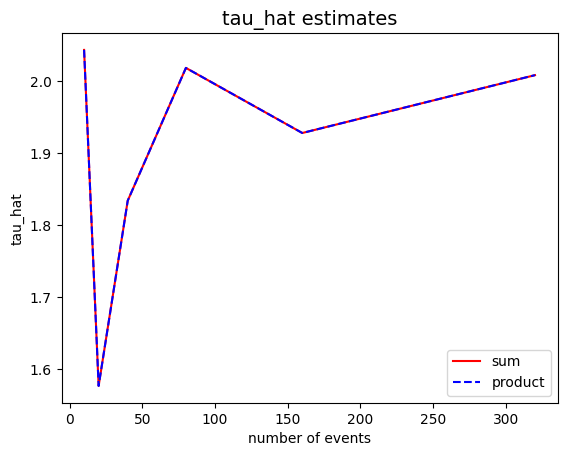 tau_hat estimates
2.0
1.9
1.8
1.7
1.6
tau_hat
0 50 100 150 200 250 300
number of events
sum
product